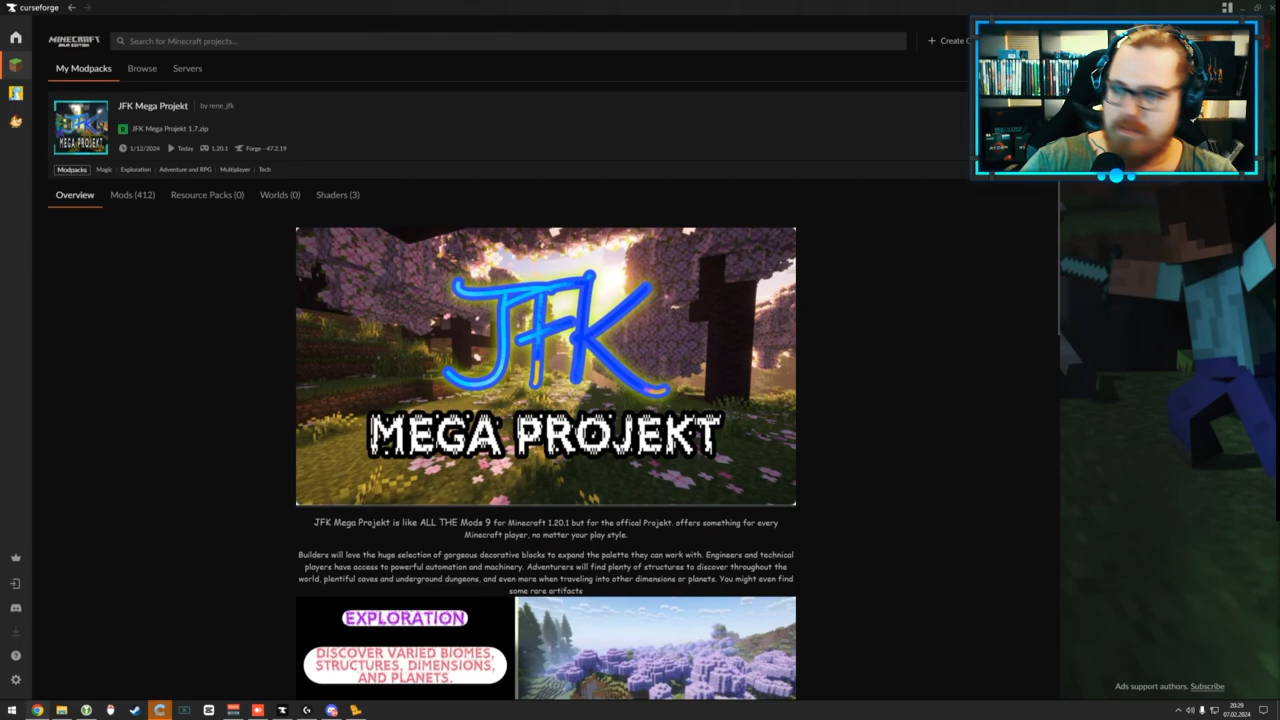 curseforge
MINECRAFT
Search for Minecraft projects...
Create
My Modpacks
Browse
Servers
JFK Mega Projekt
by rene_jfk
JFK Mega Projekt 1.7.zip
1/12/2024
Today
1.20.1
Forge - 47.2.19
Modpacks
Magic
Exploration
Adventure and RPG
Multiplayer
Tech
JFK
MEGA PROJEKT
Overview
Mods (412)
Resource Packs (0)
Worlds (0)
Shaders (3)
JFK
MEGA PROJEKT
JFK Mega Projekt is like ALL THE Mods 9 for Minecraft 1.20.1 but for the offical Projekt. offers something for every
Minecraft player, no matter your play style.
Builders will love the huge selection of gorgeous decorative blocks to expand the palette they can work with. Engineers and technical
players have access to powerful automation and machinery. Adventurers will find plenty of structures to discover throughout the
world, plentiful caves and underground dungeons, and even more when traveling into other dimensions or planets. You might even find
some rare artifacts
EXPLORATION
DISCOVER VARIED BIOMES,
STRUCTURES, DIMENSIONS,
AND PLANETS.
Ads support authors. Subscribe
20:29
07.02.2024